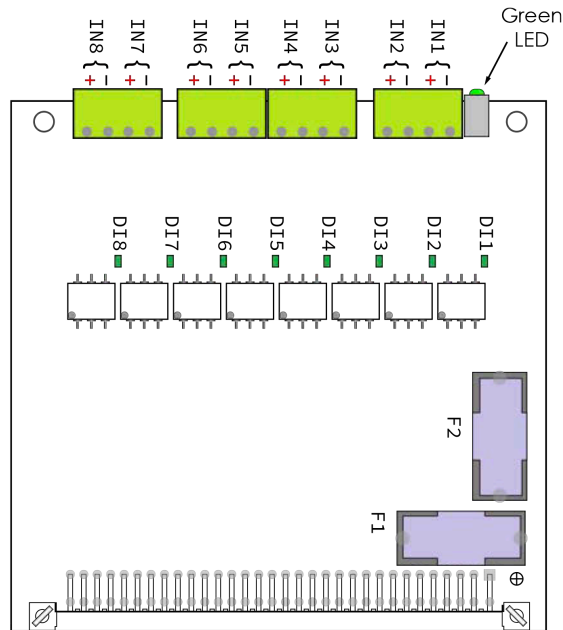 Green
LED
IN8 IN7 IN6 IN5 IN4 IN3 IN2 IN1
+ − + − + − + − + − + − + − + −
DI8 DI7 DI6 DI5 DI4 DI3 DI2 DI1
F2
F1